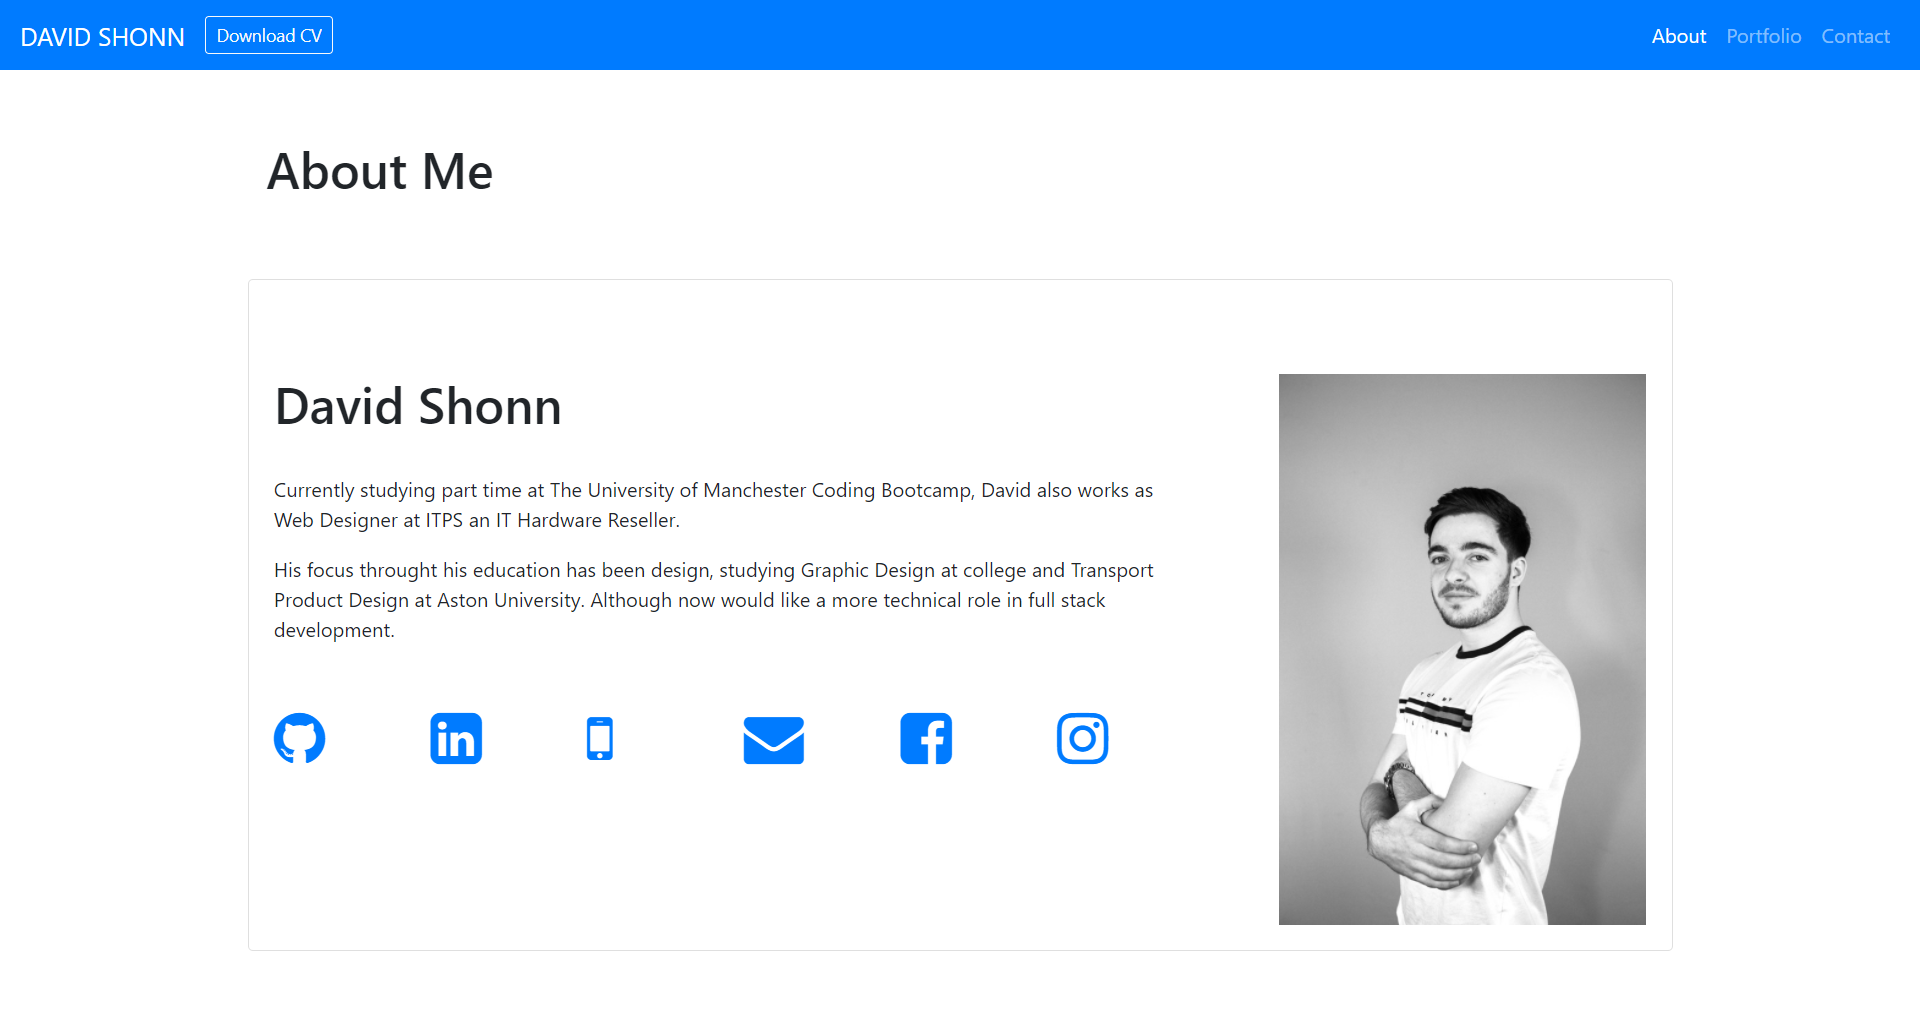 DAVID SHONN
Download CV
About
Portfolio
Contact
About Me
David Shonn
Currently studying part time at The University of Manchester Coding Bootcamp, David also works as
Web Designer at ITPS an IT Hardware Reseller.
His focus throught his education has been design, studying Graphic Design at college and Transport
Product Design at Aston University. Although now would like a more technical role in full stack
development.